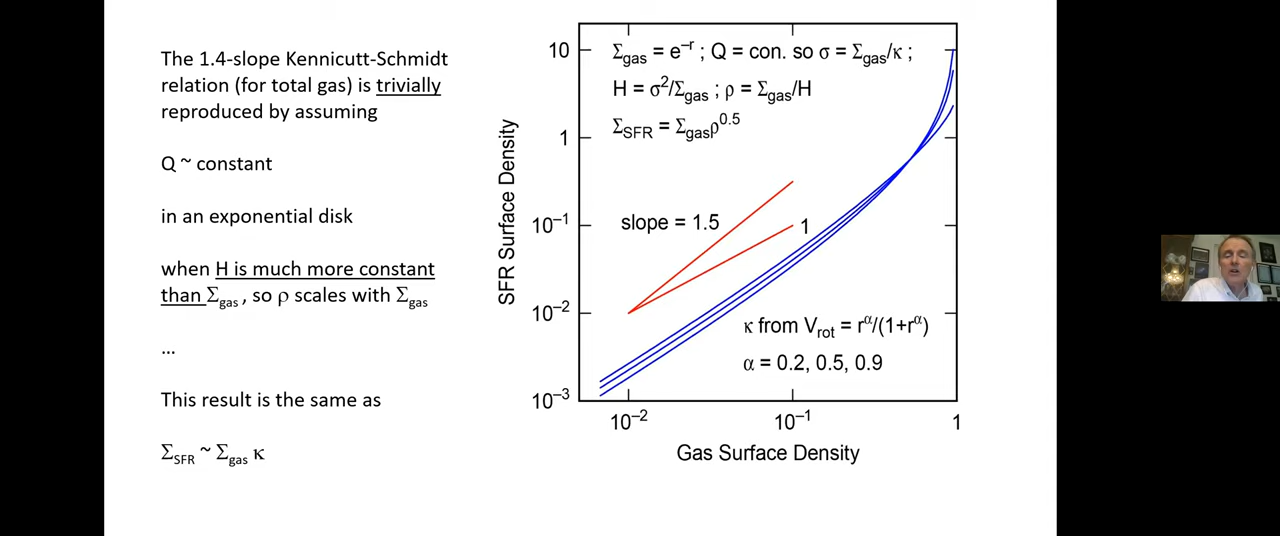 The 1.4-slope Kennicutt-Schmidt
relation (for total gas) is trivially
reproduced by assuming
Q ~ constant
in an exponential disk
when H is much more constant
than Σgas , so ρ scales with Σgas
...
This result is the same as
ΣSFR ~ Σgas κ
Σgas = e⁻ʳ ; Q = con. so σ = Σgas/κ ;
H = σ²/Σgas ; ρ = Σgas/H
ΣSFR = Σgasρ^0.5
slope = 1.5
1
κ from Vrot = r^α/(1+r^α)
α = 0.2, 0.5, 0.9
SFR Surface Density
10
1
10⁻¹
10⁻²
10⁻³
10⁻²
10⁻¹
1
Gas Surface Density